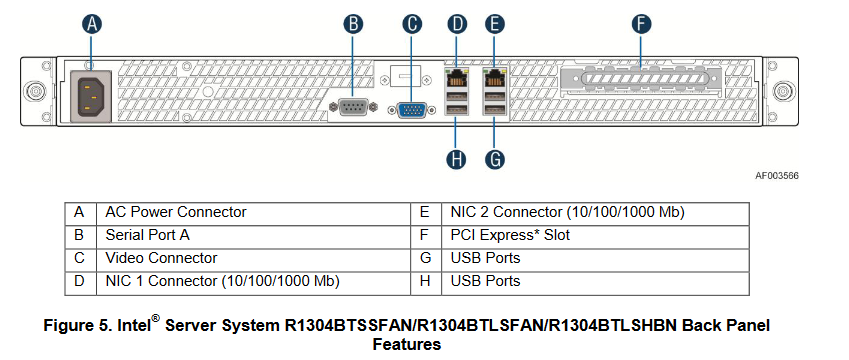 A B C D E F
H G
AF003566
A AC Power Connector E NIC 2 Connector (10/100/1000 Mb)
B Serial Port A F PCI Express* Slot
C Video Connector G USB Ports
D NIC 1 Connector (10/100/1000 Mb) H USB Ports
Figure 5. Intel® Server System R1304BTSSFAN/R1304BTLSFAN/R1304BTLSHBN Back Panel
Features